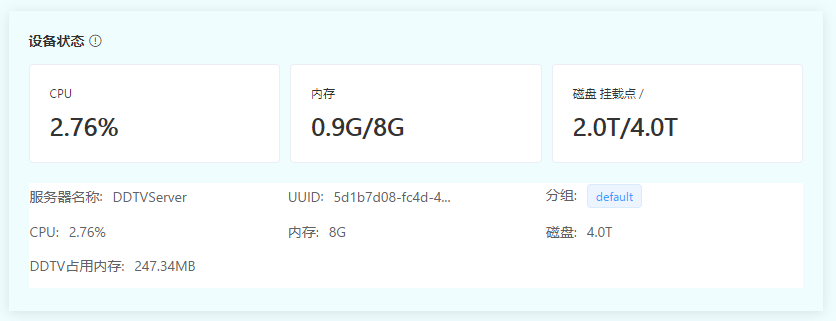 设备状态
CPU
2.76%
内存
0.9G/8G
磁盘 挂载点 /
2.0T/4.0T
服务器名称: DDTVServer
UUID: 5d1b7d08-fc4d-4...
分组: default
CPU: 2.76%
内存: 8G
磁盘: 4.0T
DDTV占用内存: 247.34MB